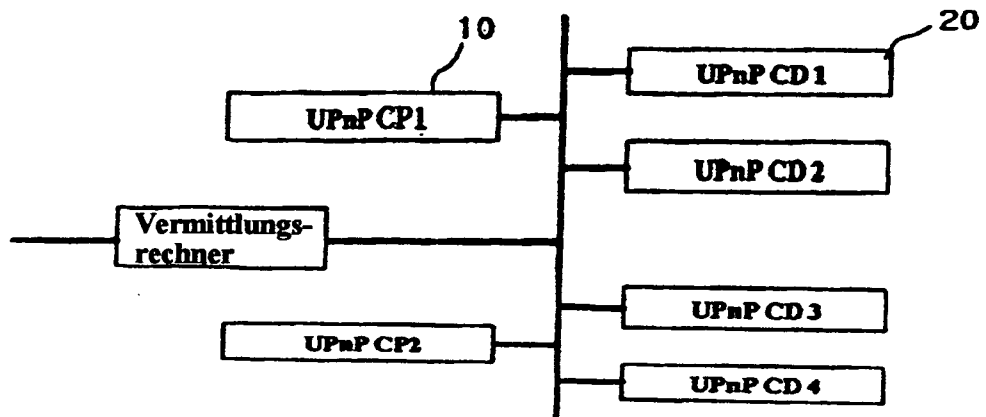 10
20
UPnP CD 1
UPnP CP1
UPnP CD 2
Vermittlungs-
rechner
UPnP CD 3
UPnP CP2
UPnP CD 4